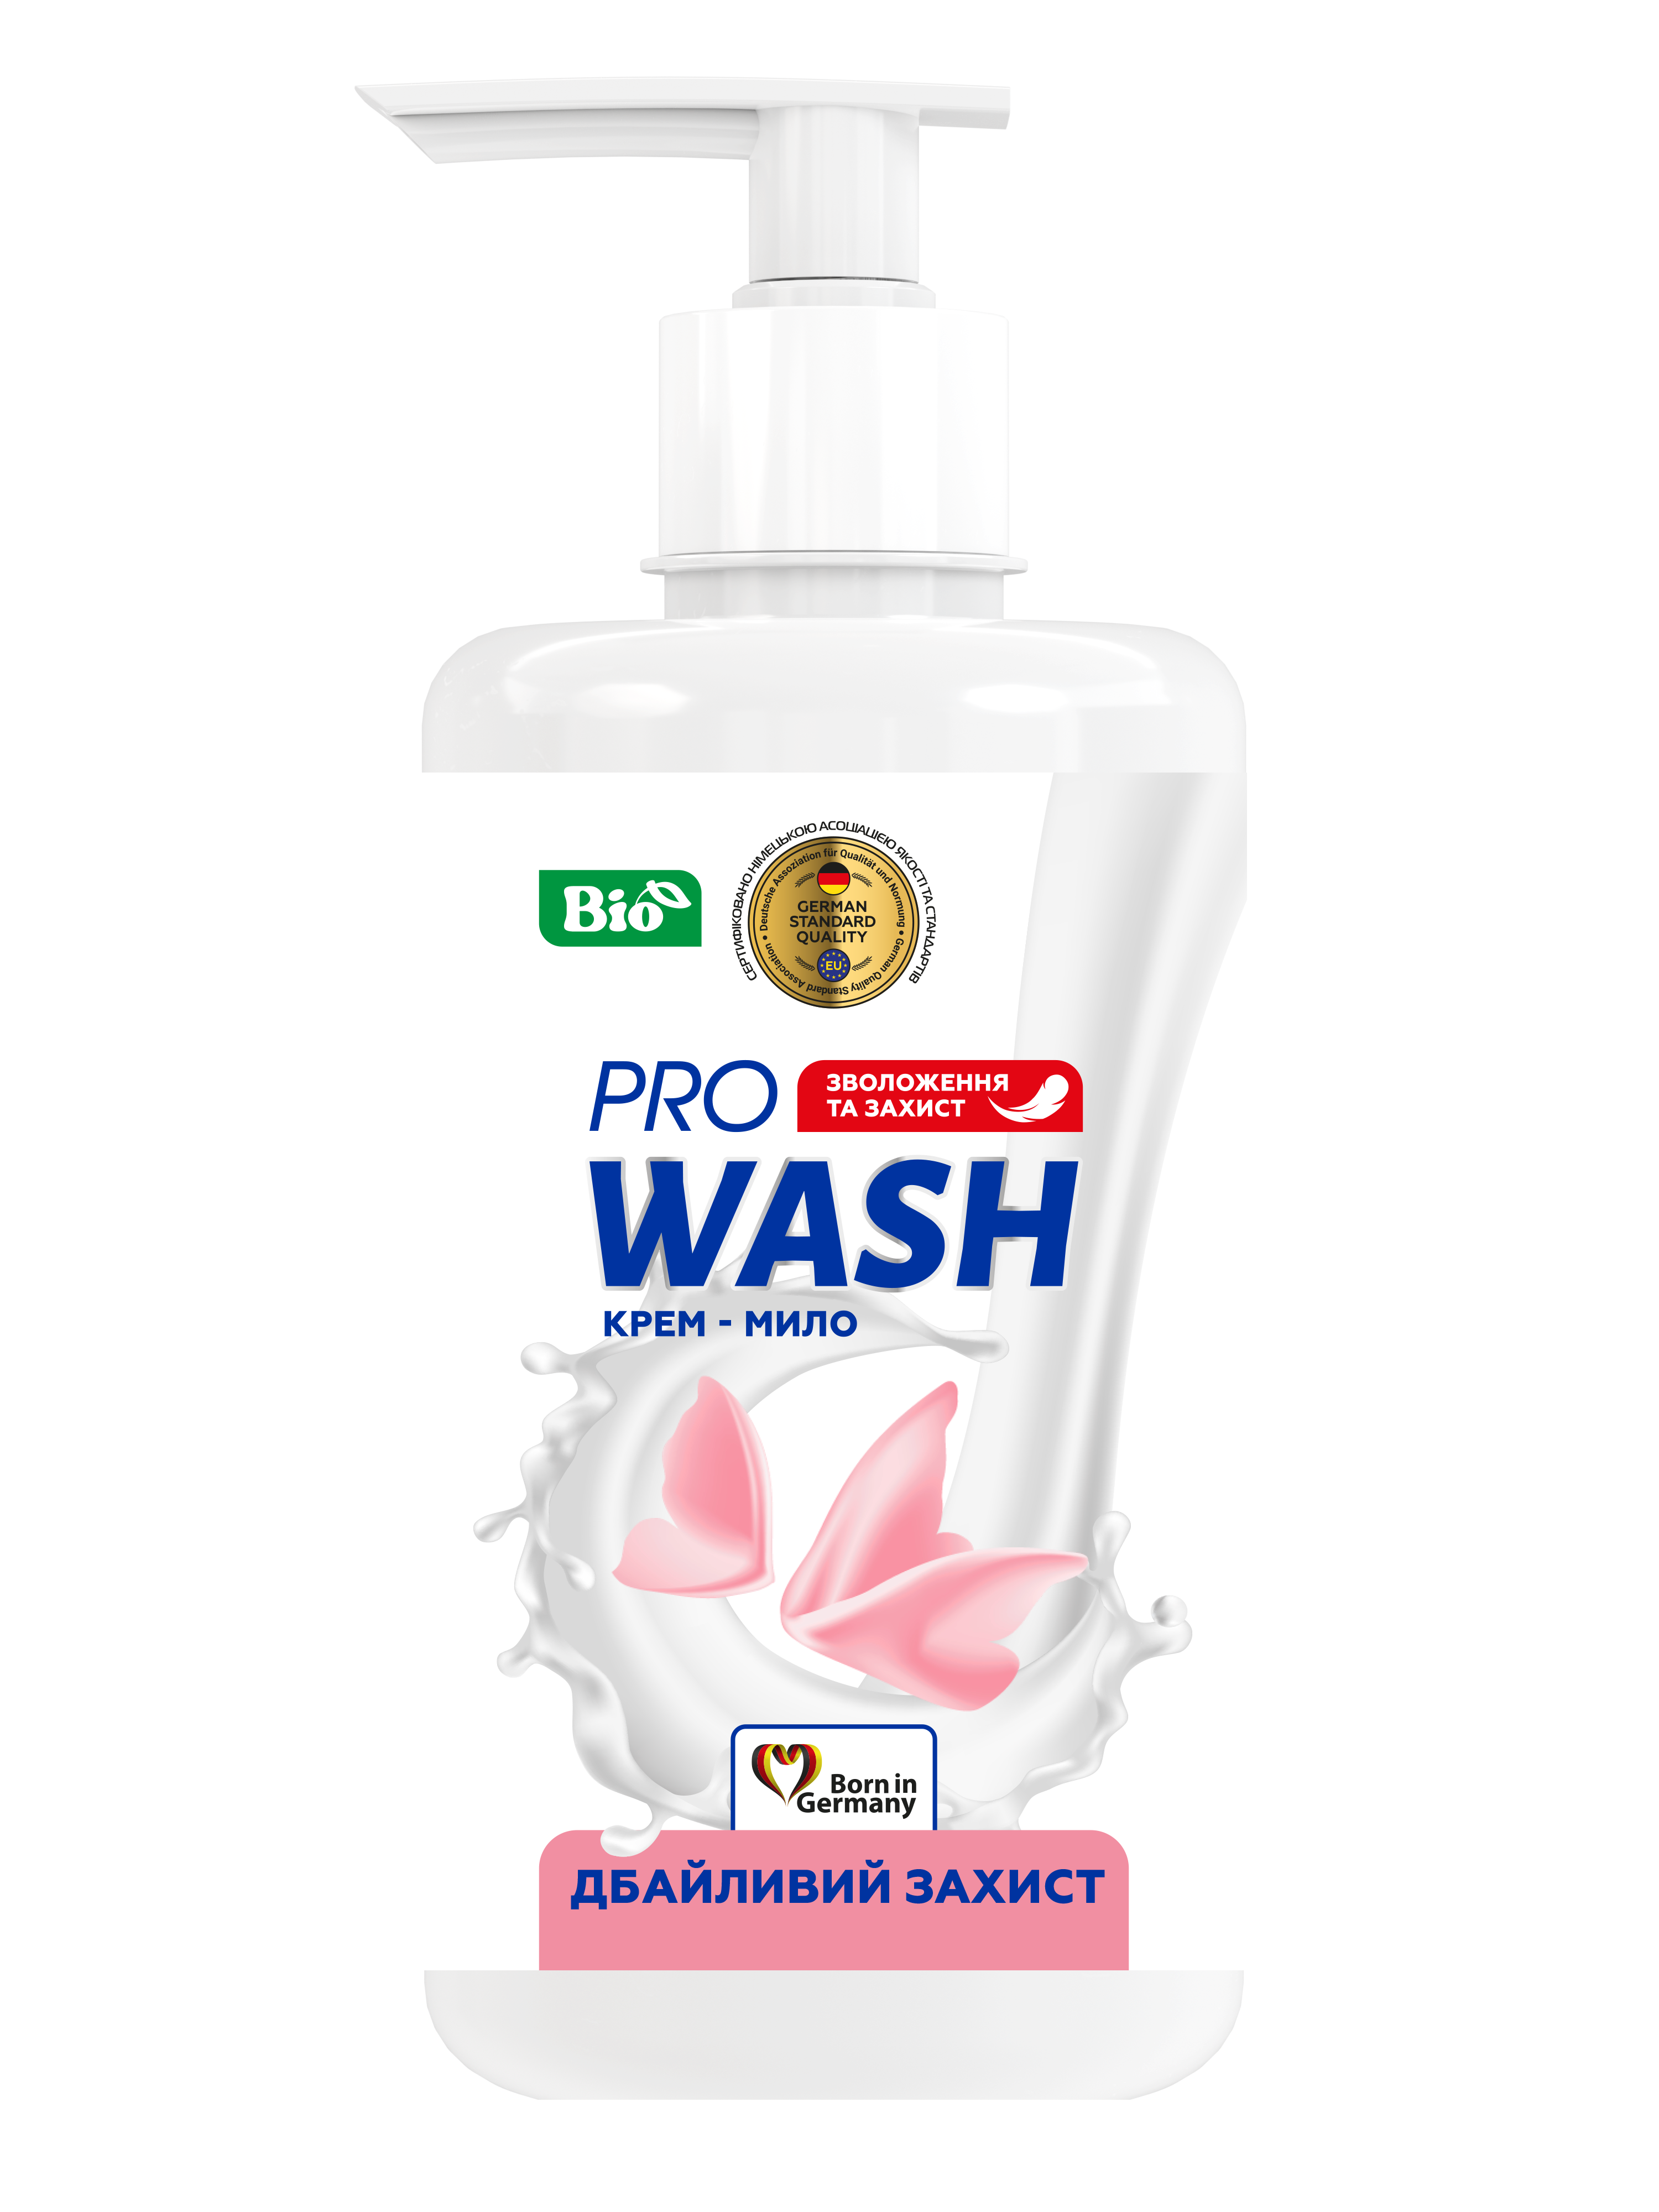 Bio
СЕРТИФІКОВАНО НІМЕЦЬКОЮ АСОЦІАЦІЄЮ ЯКОСТІ ТА СТАНДАРТІВ
• Deutsche Assoziation für Qualität und Normung •
German Quality Standard Association
GERMAN
STANDARD
QUALITY
EU
PRO
ЗВОЛОЖЕННЯ
ТА ЗАХИСТ
WASH
КРЕМ - МИЛО
Born in
Germany
ДБАЙЛИВИЙ ЗАХИСТ